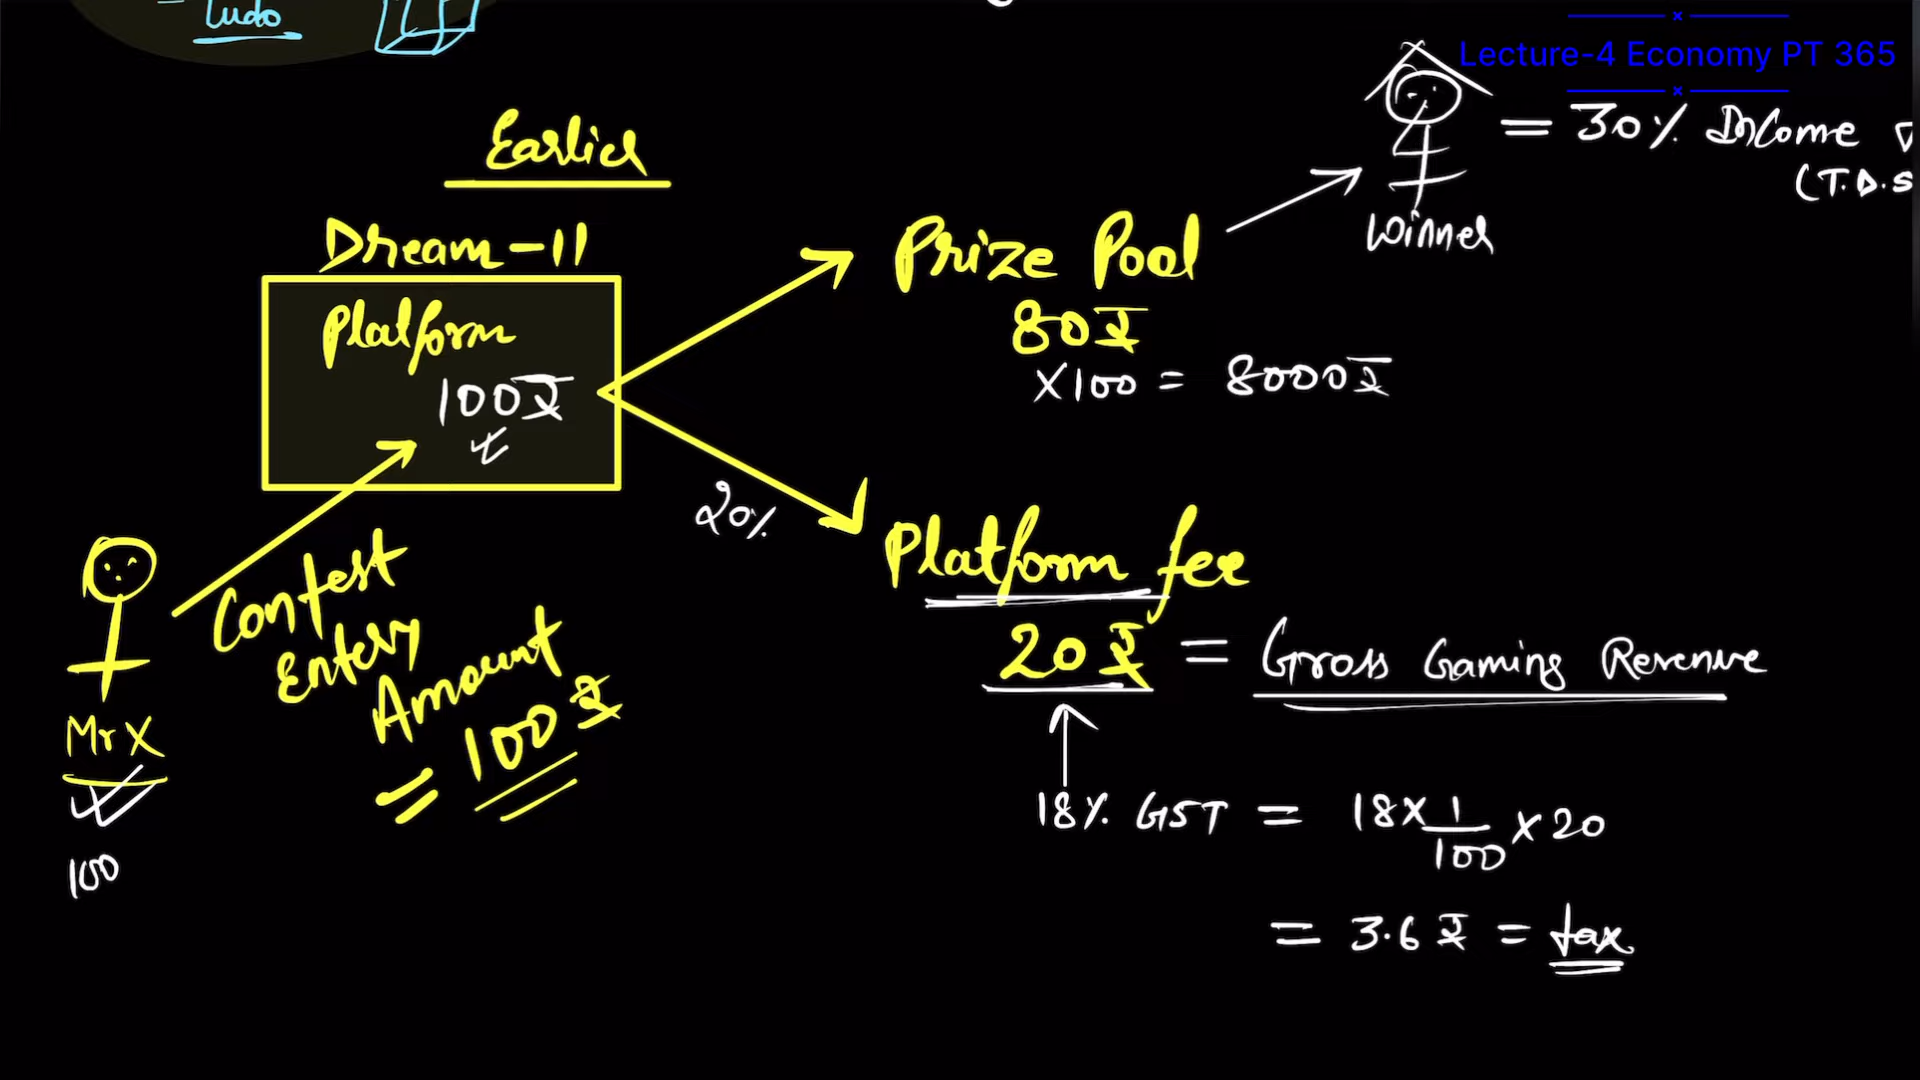 = Ludo
Lecture-4 Economy PT 365
Earlier
= 30% Income
(T.D.S
Winner
Dream-11
Platform
100₹
Prize Pool
80₹
×100 = 8000₹
20%
Platform fee
20₹ = Gross Gaming Revenue
Contest
Entry
Amount
= 100₹
Mr X
100
18% GST = 18 × 1/100 × 20
= 3.6₹ = tax